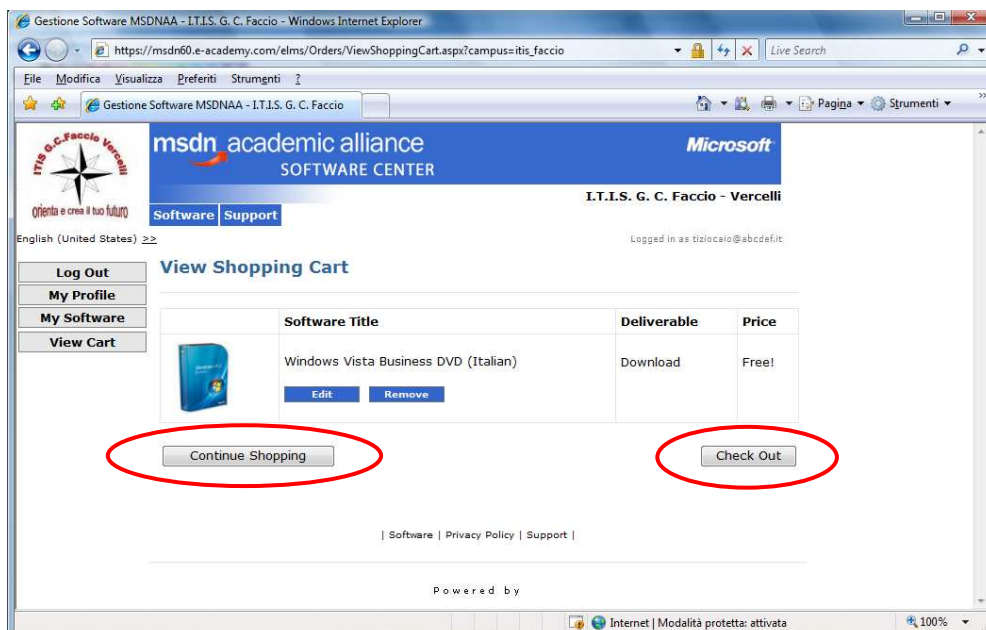 Gestione Software MSDNAA - I.T.I.S. G. C. Faccio - Windows Internet Explorer
https://msdn60.e-academy.com/elms/Orders/ViewShoppingCart.aspx?campus=itis_faccio
Live Search
File Modifica Visualizza Preferiti Strumenti ?
Gestione Software MSDNAA - I.T.I.S. G. C. Faccio
Pagina Strumenti
ITIS G.C.Faccio Vercelli
orienta e crea il tuo futuro
msdn academic alliance
SOFTWARE CENTER
Microsoft
I.T.I.S. G. C. Faccio - Vercelli
Software Support
English (United States) >>
Logged in as tiziocaio@abcdef.it
Log Out
My Profile
My Software
View Cart
View Shopping Cart
Software Title Deliverable Price
Windows Vista Business DVD (Italian) Download Free!
Edit Remove
Continue Shopping Check Out
| Software | Privacy Policy | Support |
Powered by
Internet | Modalità protetta: attivata 100%